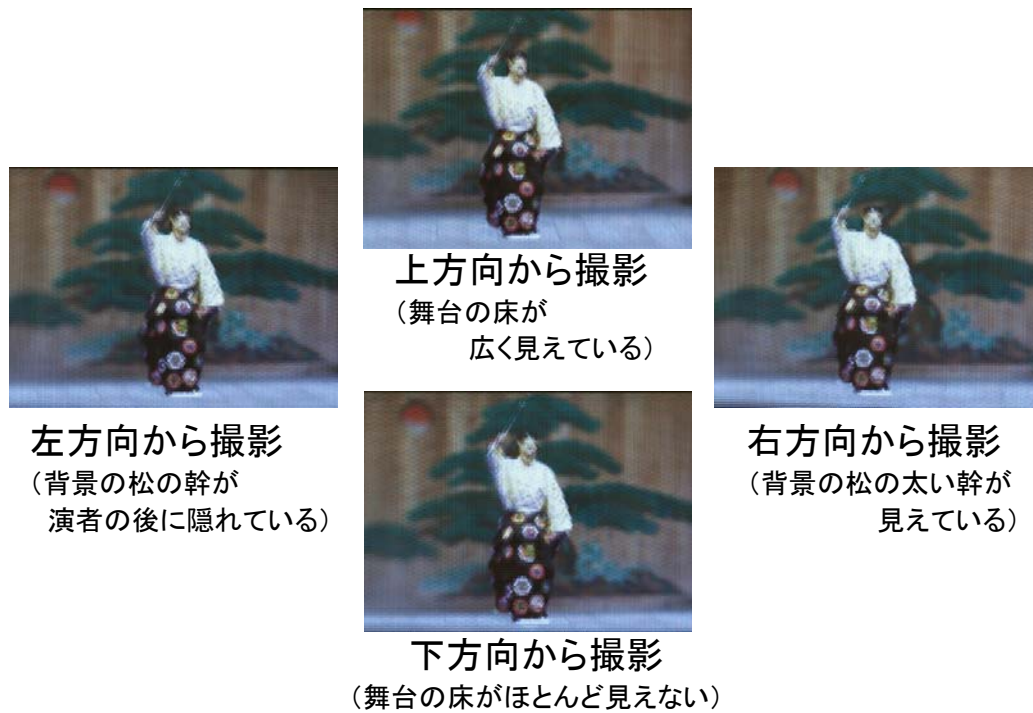 上方向から撮影
（舞台の床が
広く見えている）
左方向から撮影
（背景の松の幹が
演者の後に隠れている）
右方向から撮影
（背景の松の太い幹が
見えている）
下方向から撮影
（舞台の床がほとんど見えない）